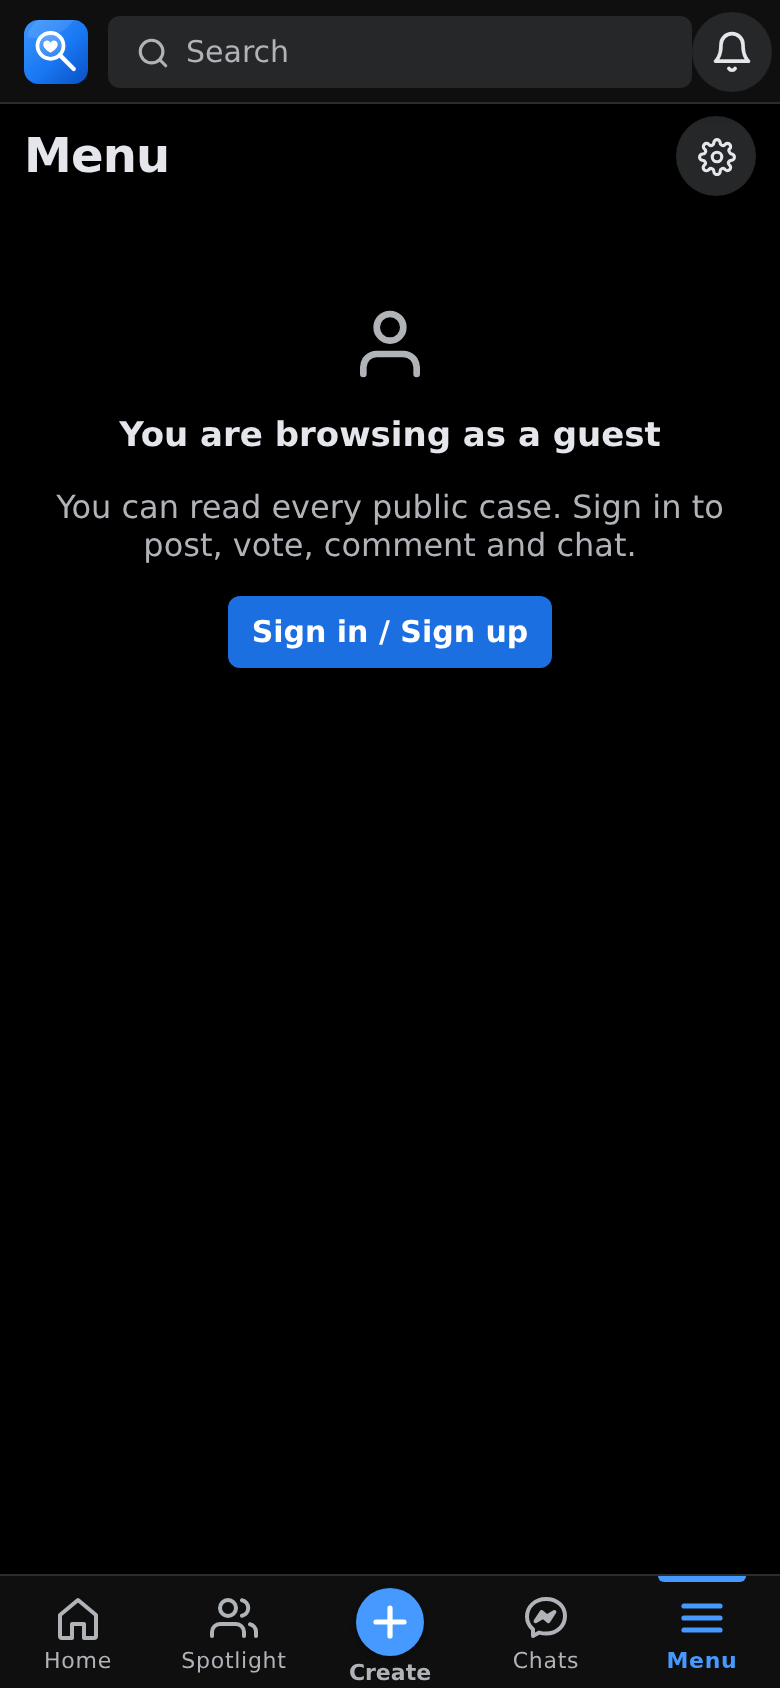 Search
Menu
You are browsing as a guest
You can read every public case. Sign in to
post, vote, comment and chat.
Sign in / Sign up
Home
Spotlight
Create
Chats
Menu